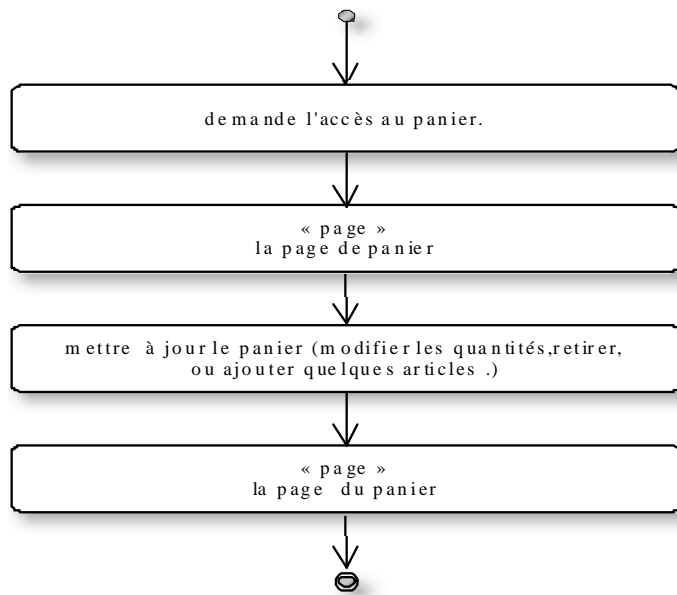 demande l'accès au panier.
« page »
la page de panier
mettre à jour le panier (modifier les quantités,retirer,
ou ajouter quelques articles .)
« page »
la page du panier